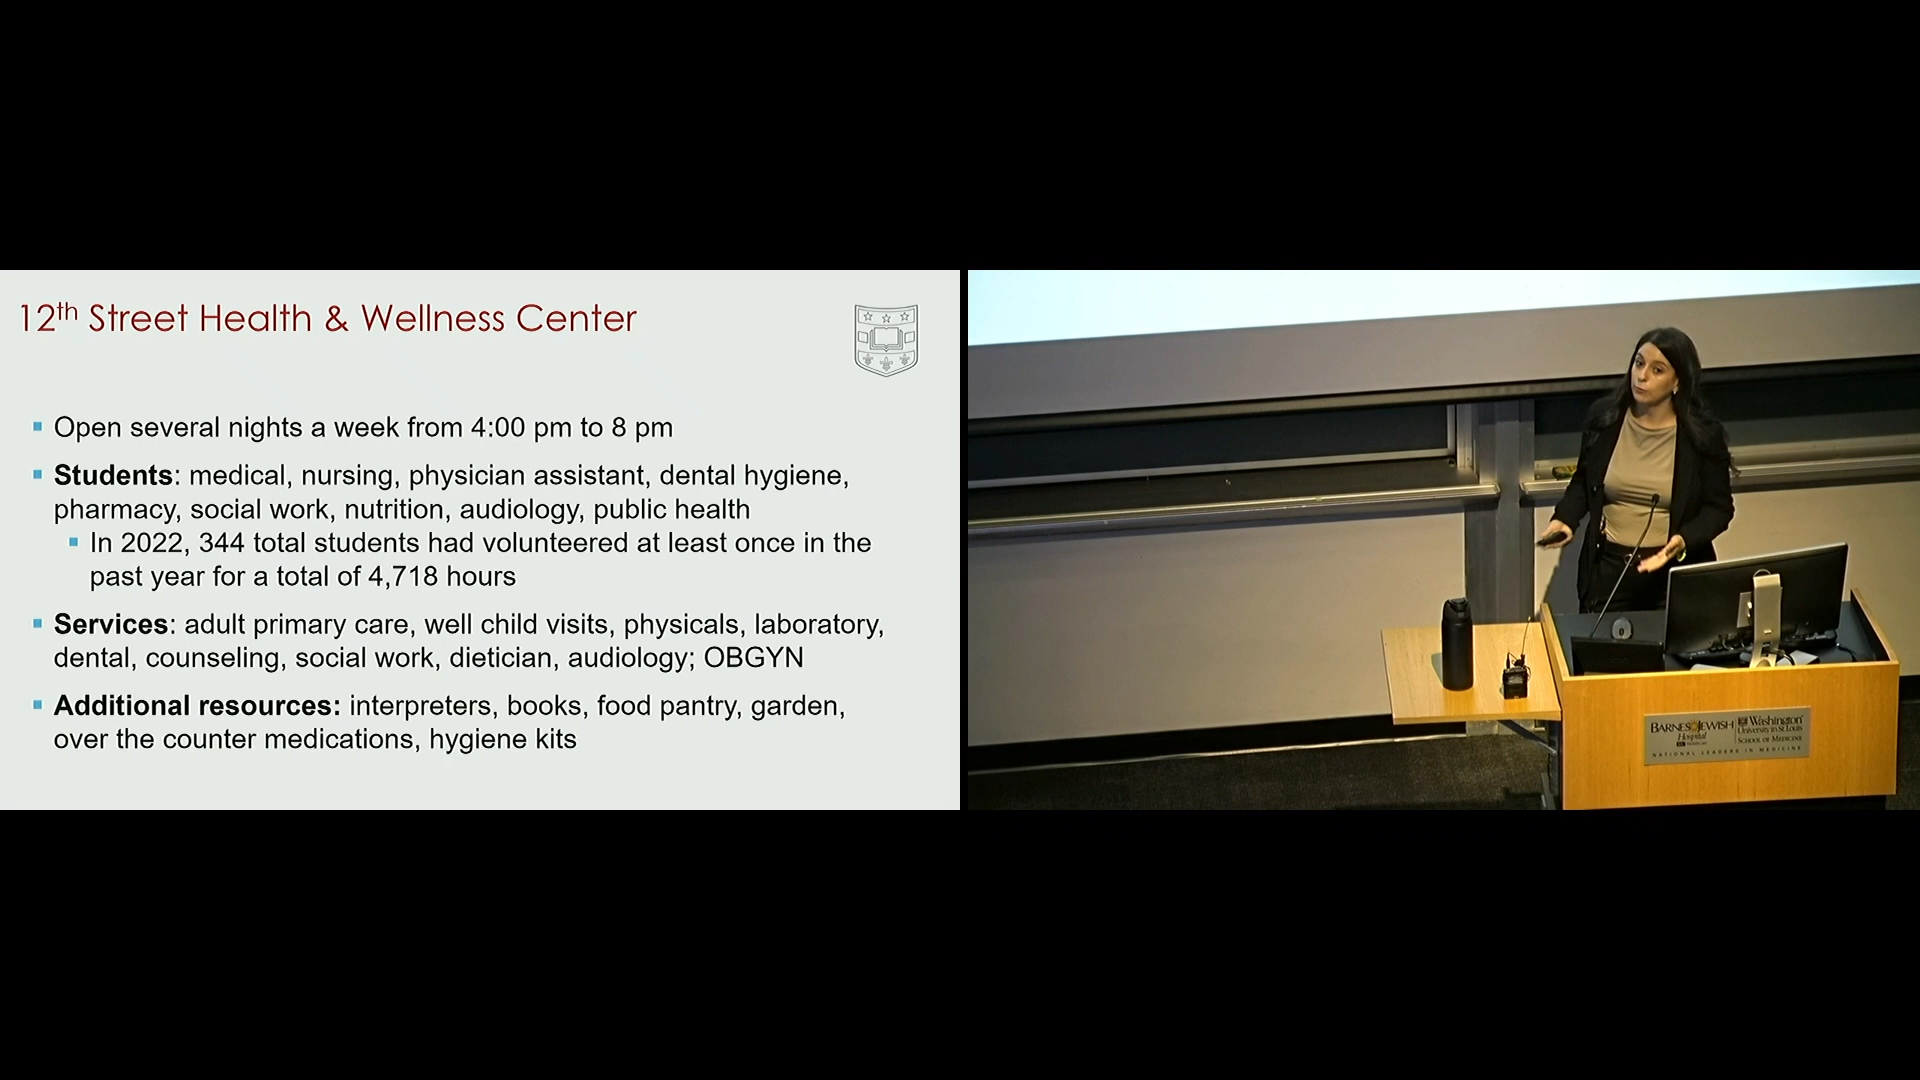 12th Street Health & Wellness Center
Open several nights a week from 4:00 pm to 8 pm
Students: medical, nursing, physician assistant, dental hygiene,
pharmacy, social work, nutrition, audiology, public health
In 2022, 344 total students had volunteered at least once in the
past year for a total of 4,718 hours
Services: adult primary care, well child visits, physicals, laboratory,
dental, counseling, social work, dietician, audiology; OBGYN
Additional resources: interpreters, books, food pantry, garden,
over the counter medications, hygiene kits
BARNES JEWISH
Hospital
Washington
University in St. Louis
SCHOOL OF MEDICINE
NATIONAL LEADERS IN MEDICINE